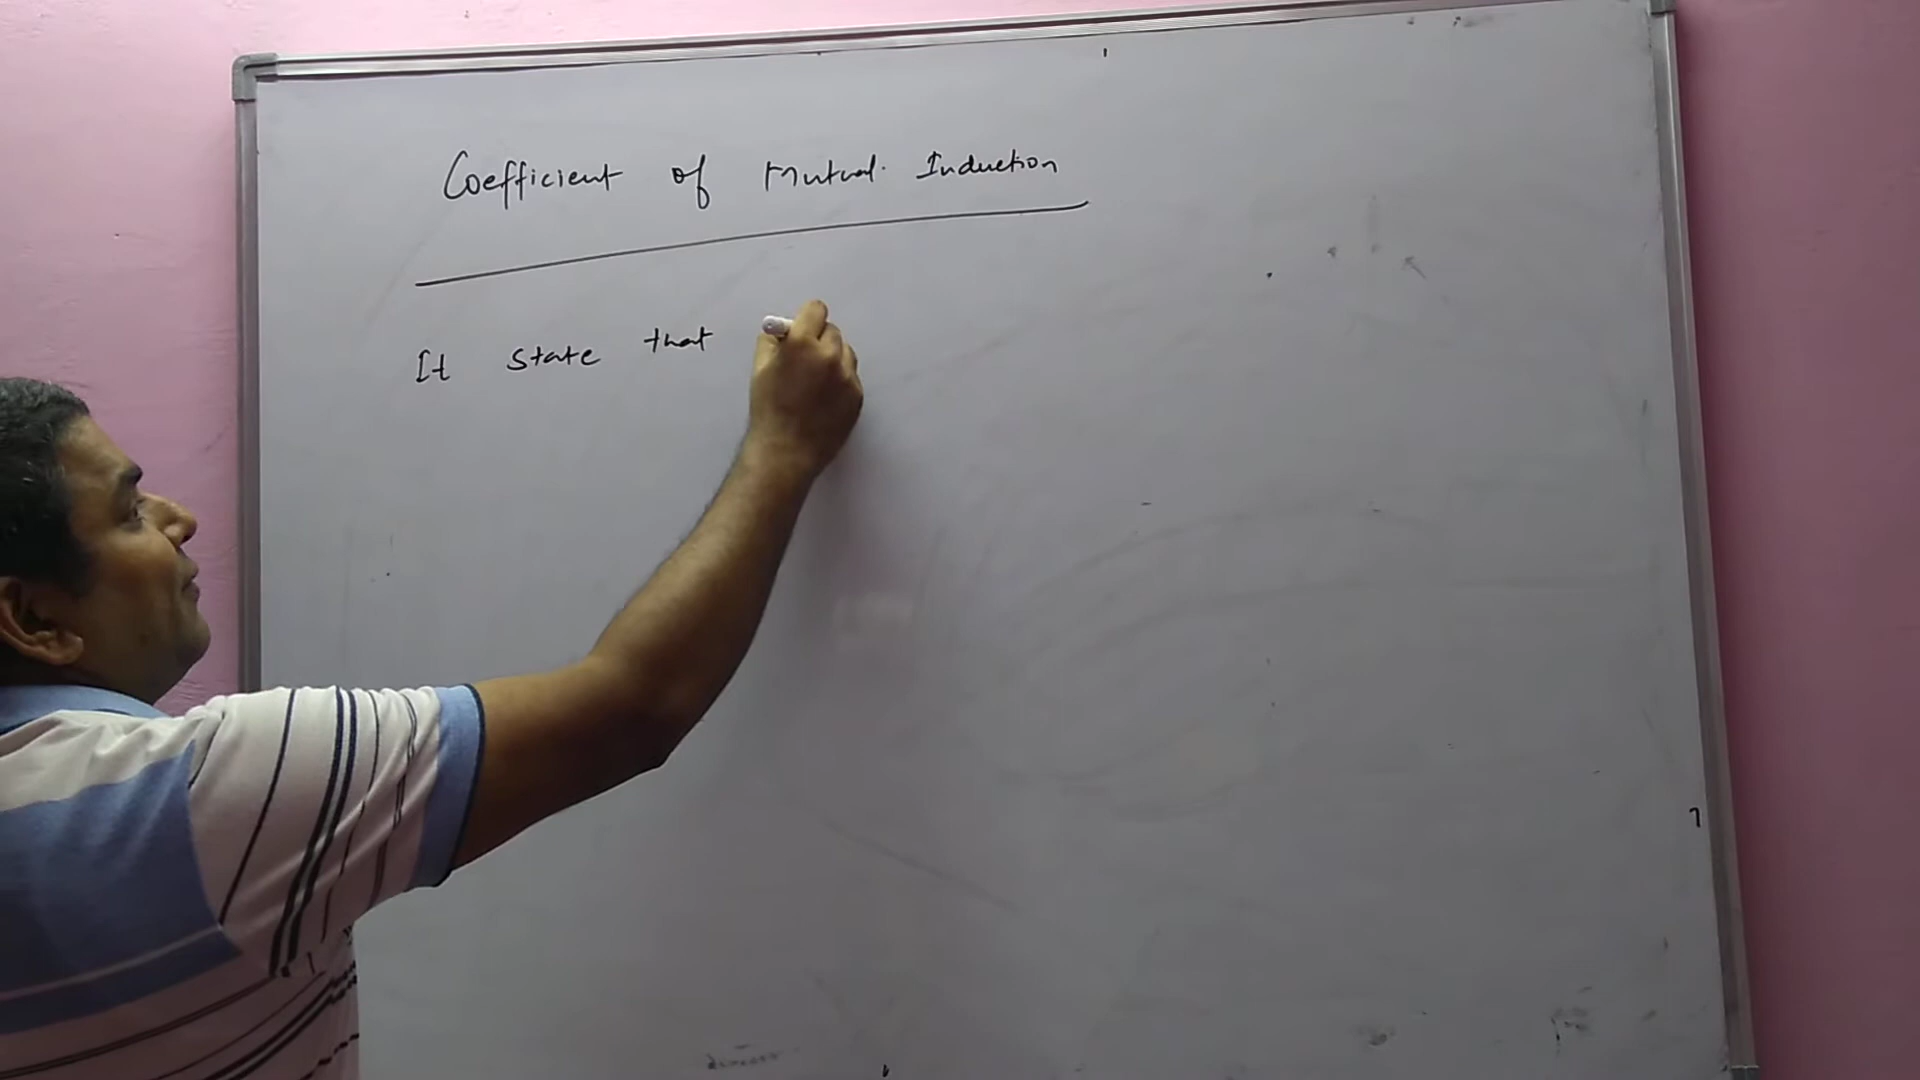 Coefficient of Mutual Induction
It state that